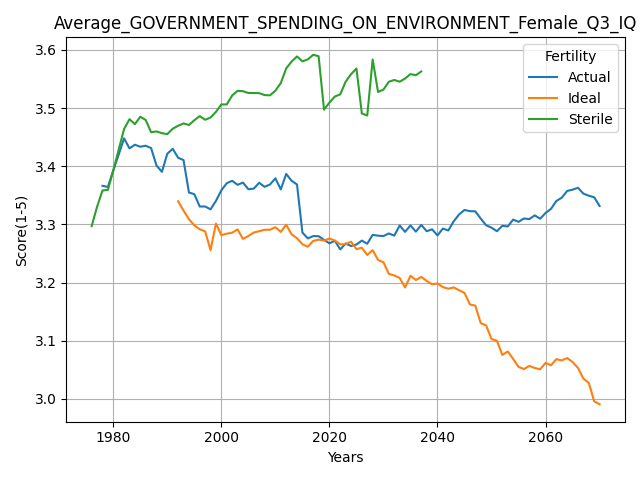 Average_GOVERNMENT_SPENDING_ON_ENVIRONMENT_Female_Q3_IQ
Fertility
Actual
Ideal
Sterile
3.6
3.5
3.4
3.3
3.2
3.1
3.0
Score(1-5)
1980 2000 2020 2040 2060
Years